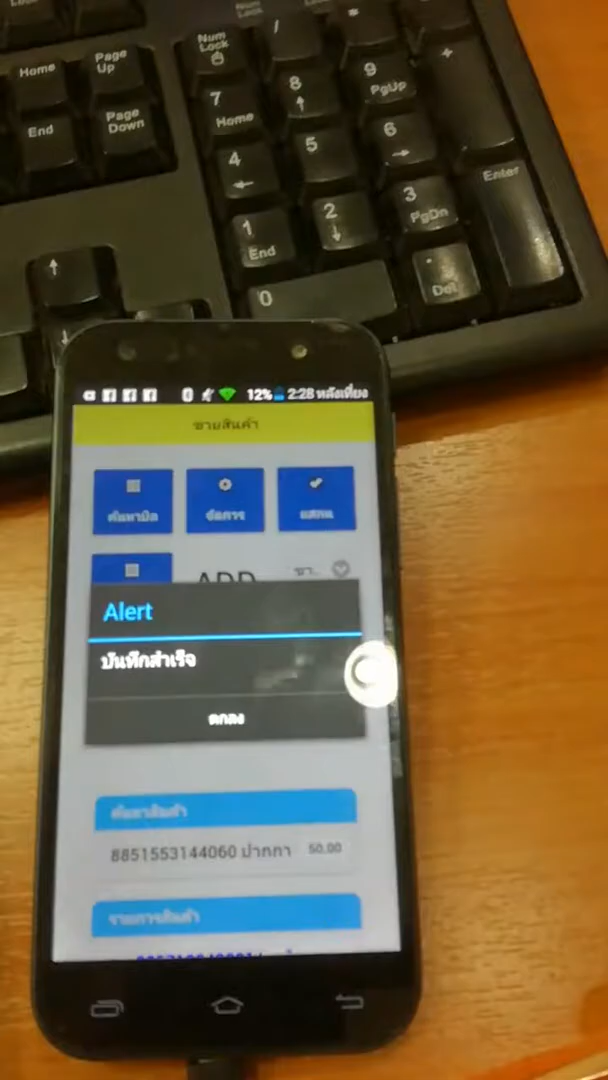 Num
Lock
/
*
Home
Page
Up
Num
Lock
7
Home
8
9
PgUp
+
End
Page
Down
4
5
6
1
End
2
3
PgDn
Enter
0
.
Del
12% 2:28 หลังเที่ยง
ขายสินค้า
ค้นหาบิล
จัดการ
แสกน
ADD
ขา..
Alert
บันทึกสำเร็จ
ตกลง
ค้นหาสินค้า
8851553144060 ปากกา 50.00
รายการสินค้า